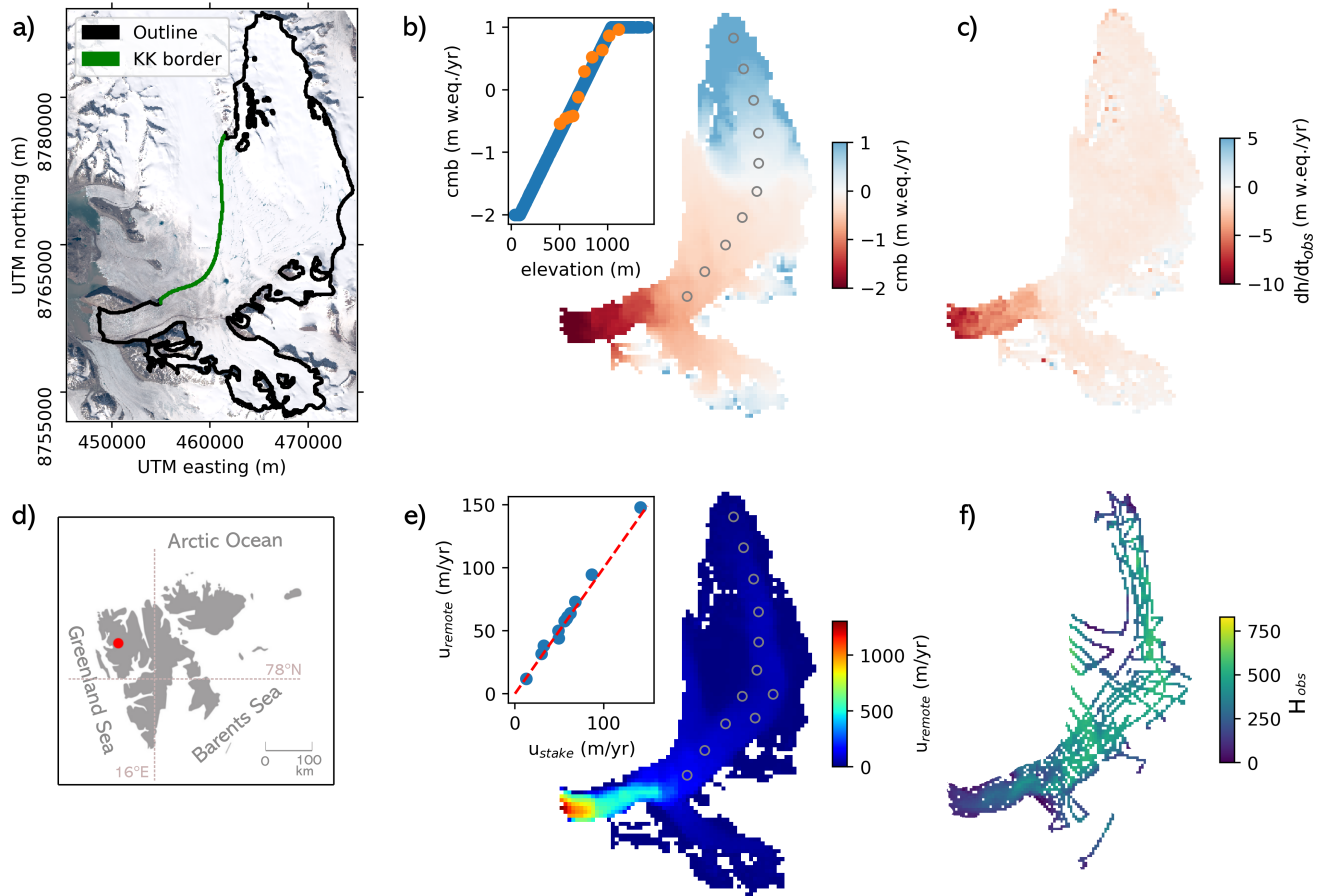 a)
Outline
KK border
UTM northing (m)
8780000
8765000
8755000
450000 460000 470000
UTM easting (m)
b)
cmb (m w.eq./yr)
1
0
−1
−2
0 500 1000
elevation (m)
1
0
−1
−2
cmb (m w.eq./yr)
c)
5
0
−5
−10
dh/dt_obs (m w.eq./yr)
d)
Arctic Ocean
Greenland Sea
Barents Sea
78°N
16°E
0 100
km
e)
u_remote (m/yr)
150
100
50
0
0 100
u_stake (m/yr)
1000
500
0
u_remote (m/yr)
f)
750
500
250
0
H_obs